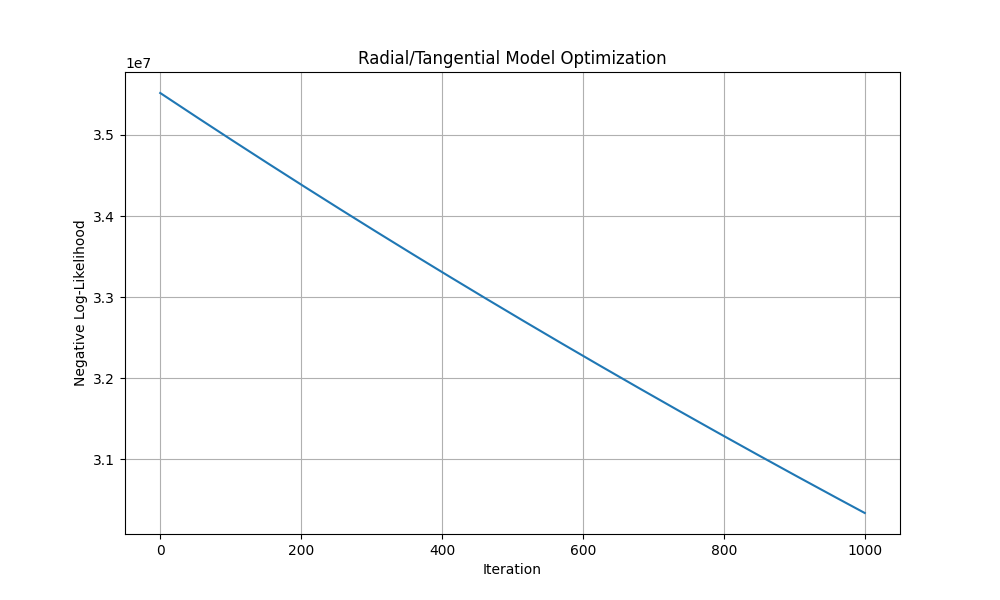 Radial/Tangential Model Optimization
1e7
3.5
3.4
3.3
3.2
3.1
Negative Log-Likelihood
0 200 400 600 800 1000
Iteration